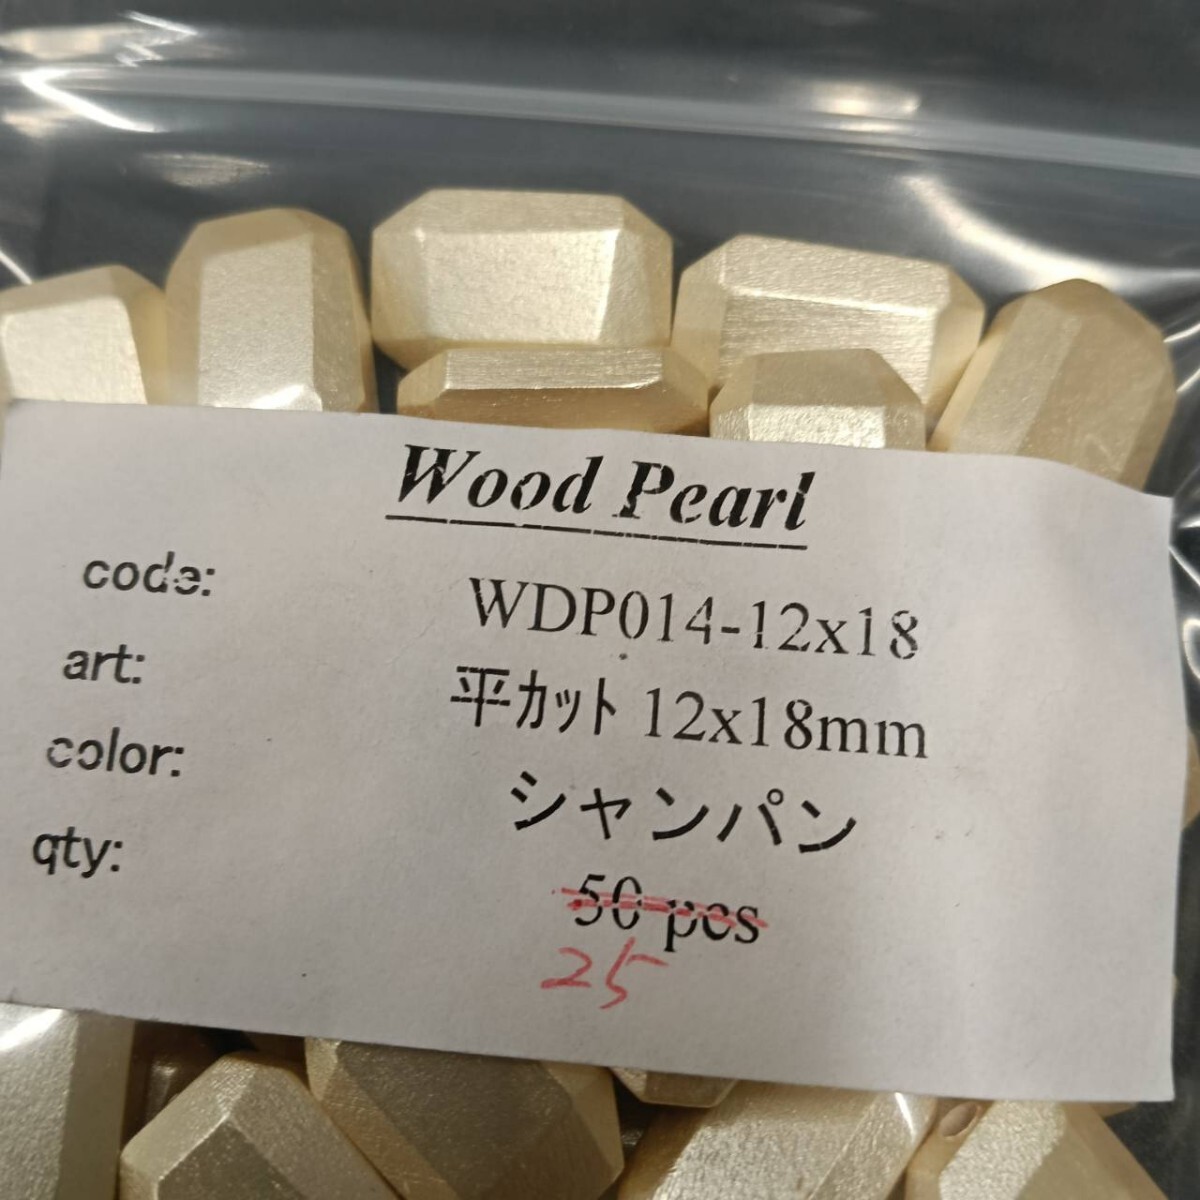 Wood Pearl
code: WDP014-12x18
art: 平カット 12x18mm
color: シャンパン
qty: 50 pcs
25